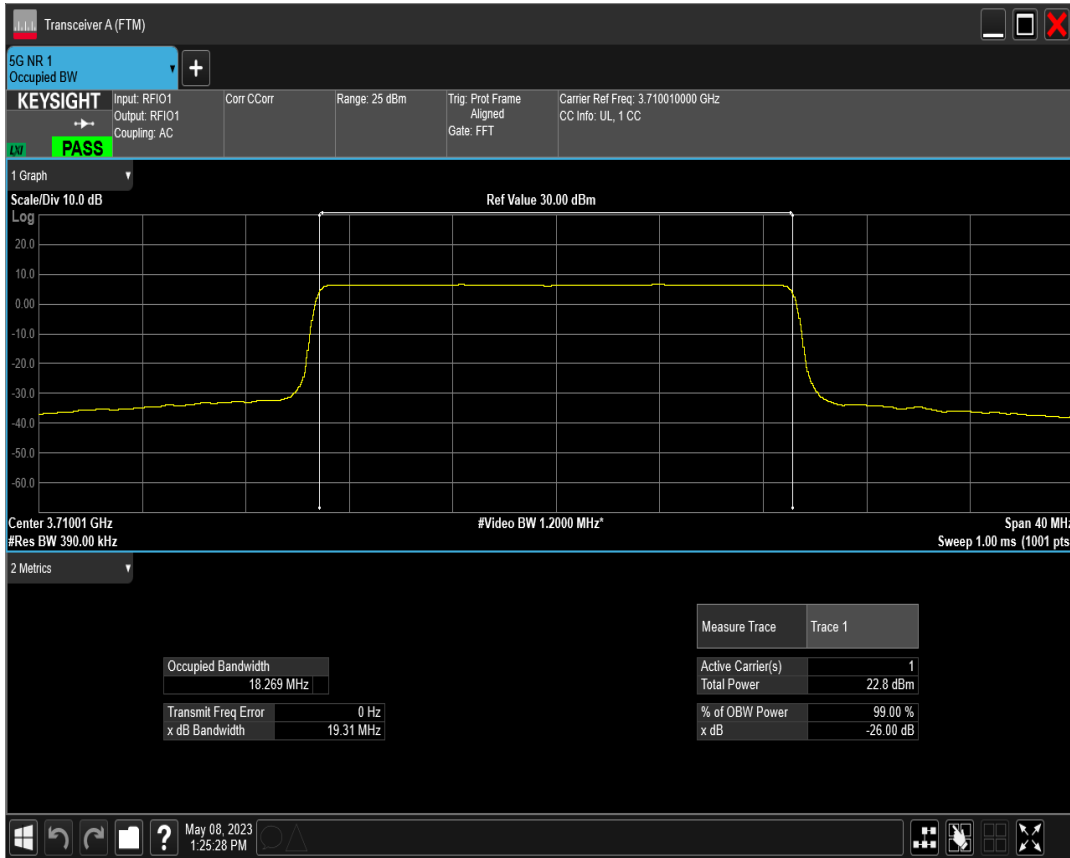 Transceiver A (FTM)
5G NR 1
Occupied BW
+
KEYSIGHT
LXI
PASS
Input: RFIO1
Output: RFIO1
Coupling: AC
Corr CCorr
Range: 25 dBm
Trig: Prot Frame
Aligned
Gate: FFT
Carrier Ref Freq: 3.710010000 GHz
CC Info: UL, 1 CC
1 Graph
Scale/Div 10.0 dB
Ref Value 30.00 dBm
Log
20.0
10.0
0.00
-10.0
-20.0
-30.0
-40.0
-50.0
-60.0
Center 3.71001 GHz
#Video BW 1.2000 MHz*
Span 40 MHz
#Res BW 390.00 kHz
Sweep 1.00 ms (1001 pts
2 Metrics
Measure Trace Trace 1
Occupied Bandwidth
18.269 MHz
Active Carrier(s) 1
Total Power 22.8 dBm
Transmit Freq Error 0 Hz
x dB Bandwidth 19.31 MHz
% of OBW Power 99.00 %
x dB -26.00 dB
?
May 08, 2023
1:25:28 PM